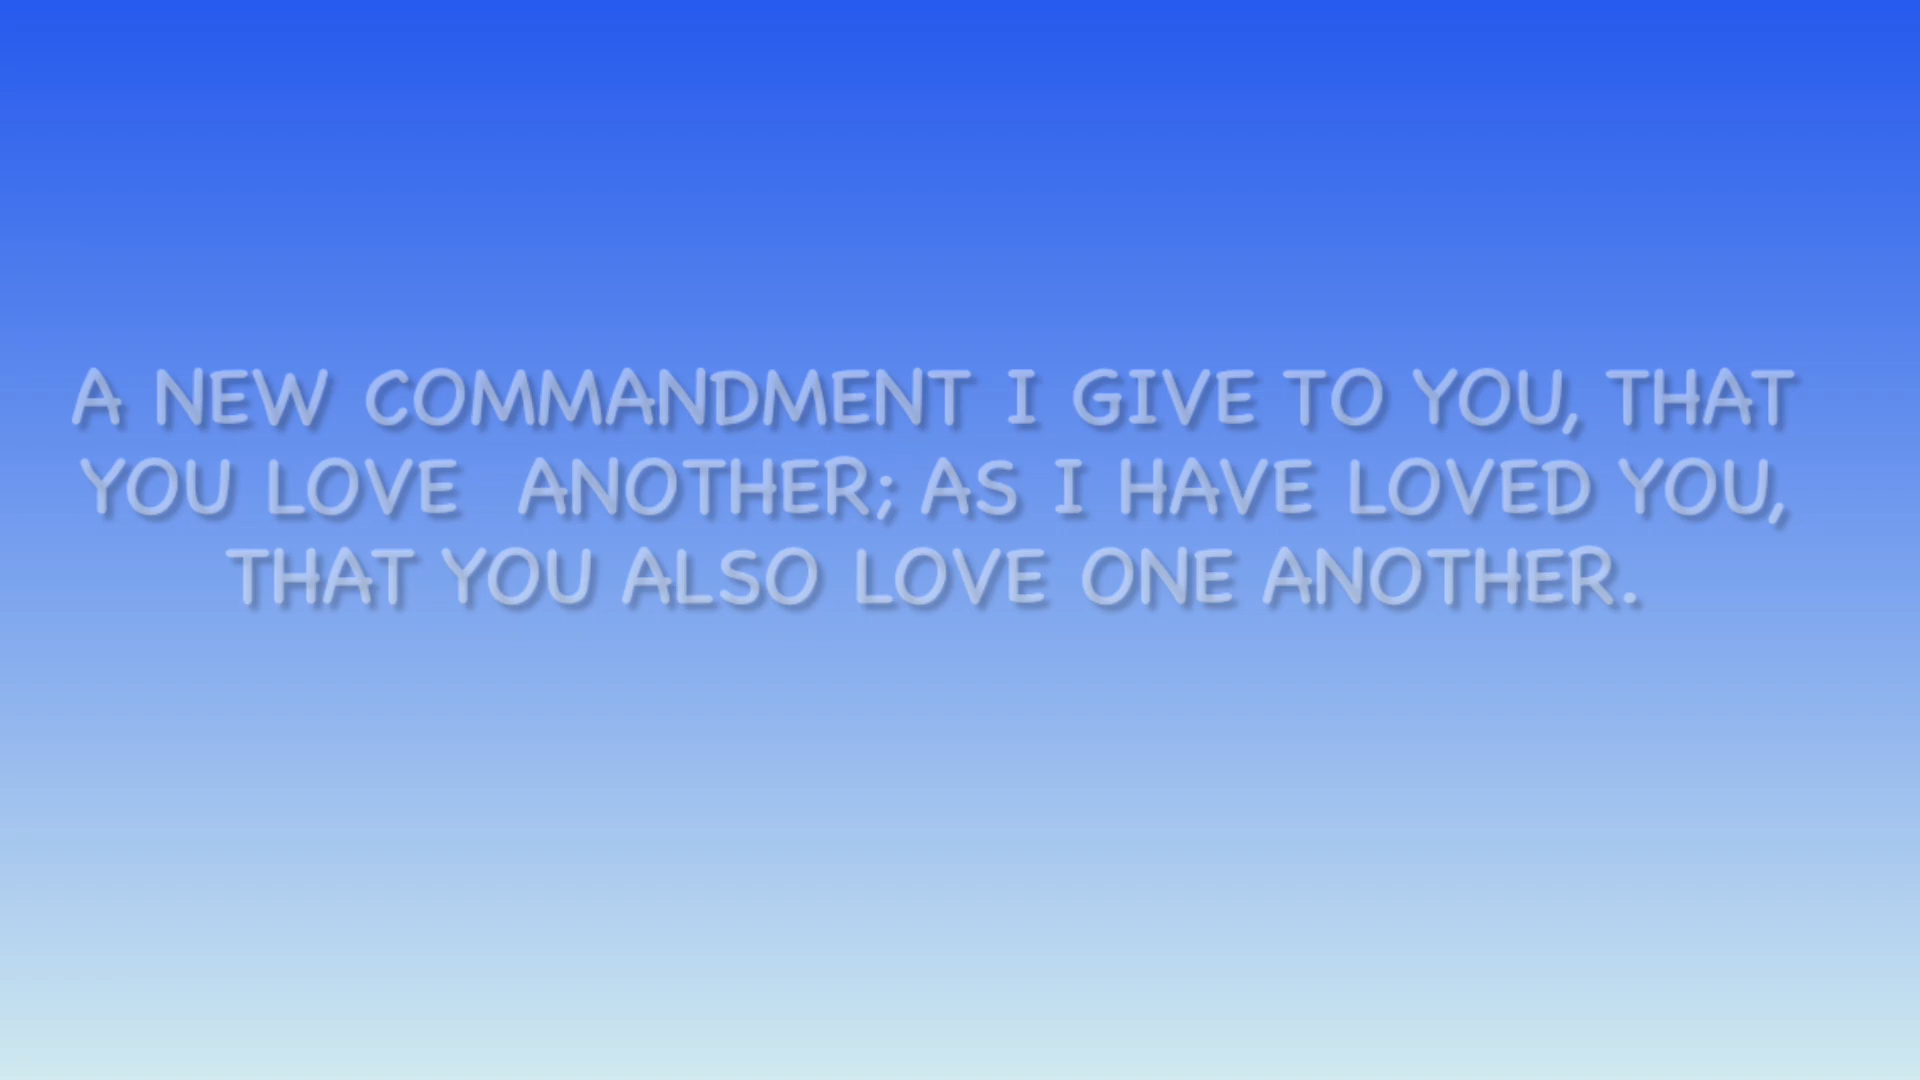 A NEW COMMANDMENT I GIVE TO YOU, THAT
YOU LOVE ANOTHER; AS I HAVE LOVED YOU,
THAT YOU ALSO LOVE ONE ANOTHER.